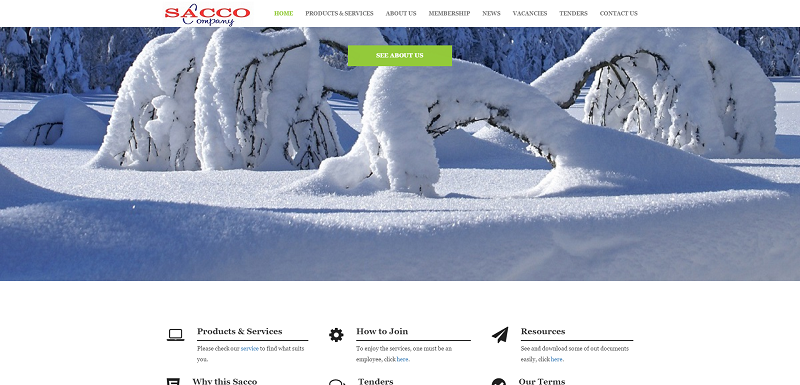 SACCO
Company
HOME PRODUCTS & SERVICES ABOUT US MEMBERSHIP NEWS VACANCIES TENDERS CONTACT US
SEE ABOUT US
Products & Services
Please check our service to find what suits
you.
How to Join
To enjoy the services, one must be an
employee, click here.
Resources
See and download some of out documents
easily, click here.
Why this Sacco
Tenders
Our Terms